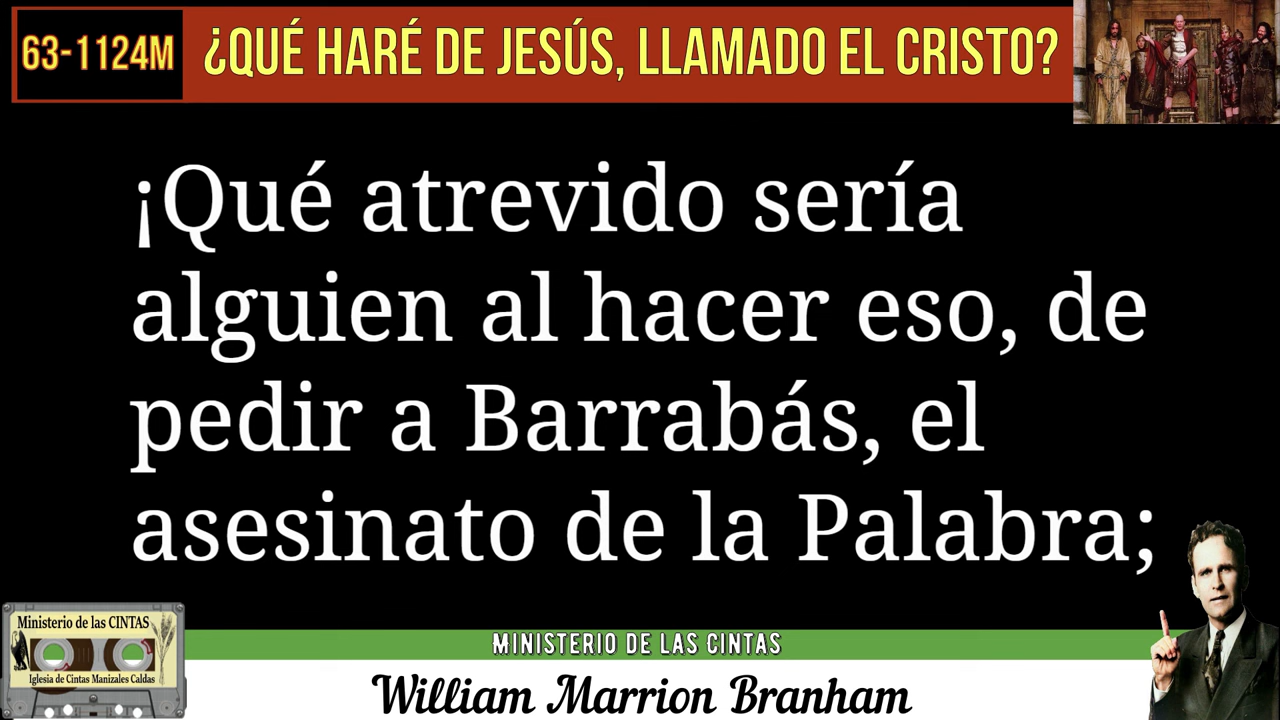 63-1124M
¿QUÉ HARÉ DE JESÚS, LLAMADO EL CRISTO?
¡Qué atrevido sería
alguien al hacer eso, de
pedir a Barrabás, el
asesinato de la Palabra;
Ministerio de las CINTAS
Iglesia de Cintas Manizales Caldas
MINISTERIO DE LAS CINTAS
William Marrion Branham